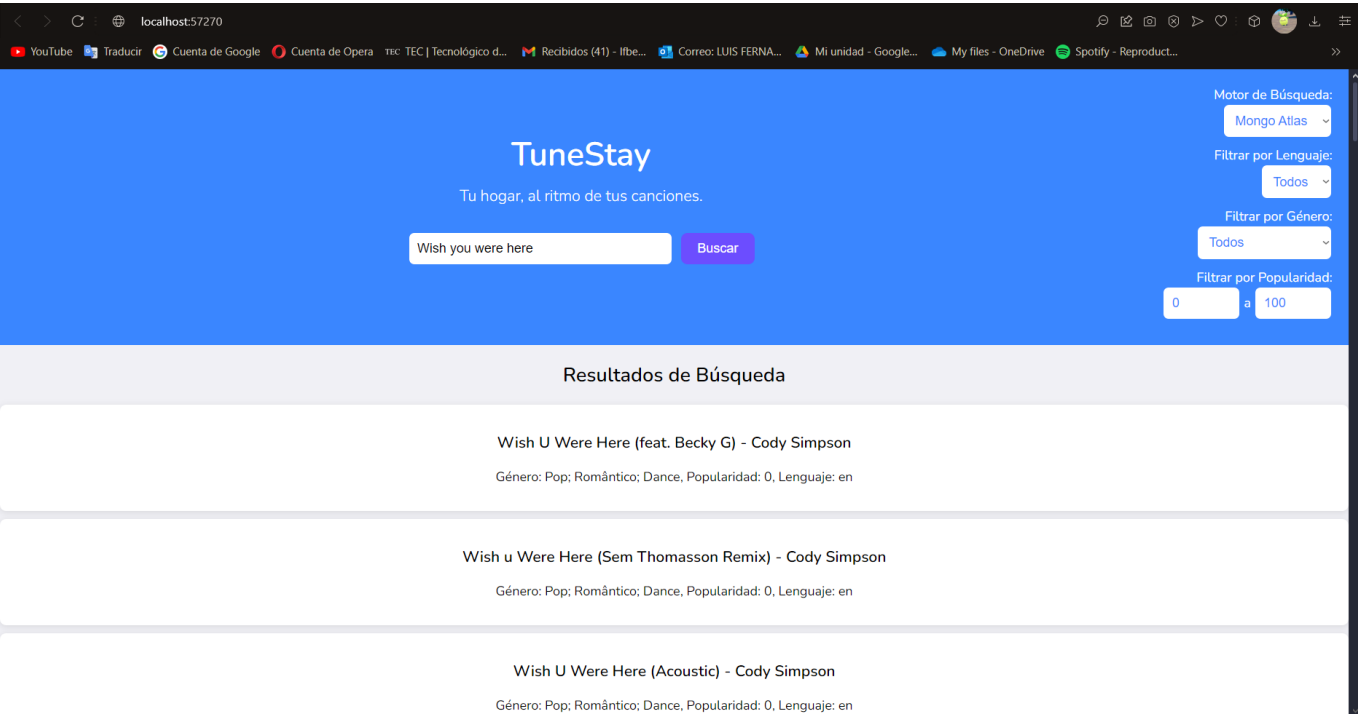 localhost:57270
YouTube Traducir Cuenta de Google Cuenta de Opera TEC TEC | Tecnológico d... Recibidos (41) - lfbe... Correo: LUIS FERNA... Mi unidad - Google... My files - OneDrive Spotify - Reproduct...
Motor de Búsqueda:
Mongo Atlas
Filtrar por Lenguaje:
Todos
Filtrar por Género:
Todos
Filtrar por Popularidad:
0 a 100
TuneStay
Tu hogar, al ritmo de tus canciones.
Wish you were here Buscar
Resultados de Búsqueda
Wish U Were Here (feat. Becky G) - Cody Simpson
Género: Pop; Romântico; Dance, Popularidad: 0, Lenguaje: en
Wish u Were Here (Sem Thomasson Remix) - Cody Simpson
Género: Pop; Romântico; Dance, Popularidad: 0, Lenguaje: en
Wish U Were Here (Acoustic) - Cody Simpson
Género: Pop; Romântico; Dance, Popularidad: 0, Lenguaje: en